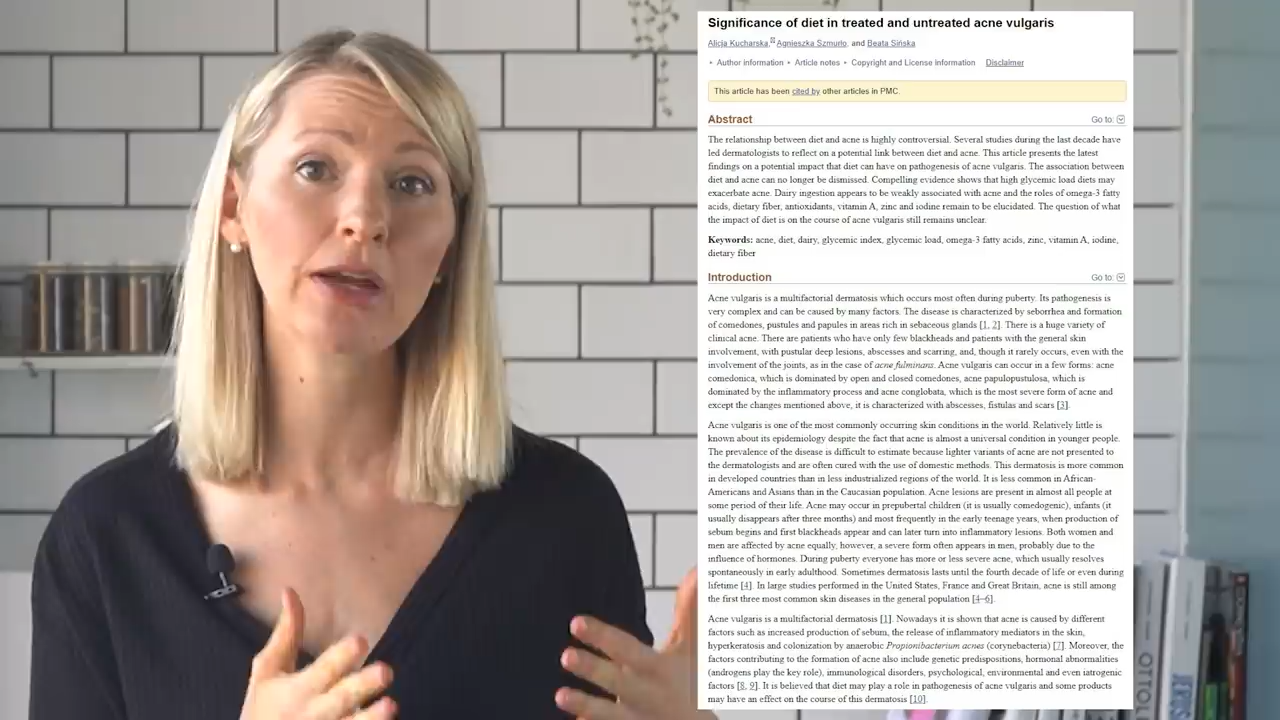 Significance of diet in treated and untreated acne vulgaris
Alicja Kucharska, Agnieszka Szmurło, and Beata Sińska
• Author information • Article notes • Copyright and License information Disclaimer
This article has been cited by other articles in PMC.
Abstract Go to:
The relationship between diet and acne is highly controversial. Several studies during the last decade have
led dermatologists to reflect on a potential link between diet and acne. This article presents the latest
findings on a potential impact that diet can have on pathogenesis of acne vulgaris. The association between
diet and acne can no longer be dismissed. Compelling evidence shows that high glycemic load diets may
exacerbate acne. Dairy ingestion appears to be weakly associated with acne and the roles of omega-3 fatty
acids, dietary fiber, antioxidants, vitamin A, zinc and iodine remain to be elucidated. The question of what
the impact of diet is on the course of acne vulgaris still remains unclear.
Keywords: acne, diet, dairy, glycemic index, glycemic load, omega-3 fatty acids, zinc, vitamin A, iodine,
dietary fiber
Introduction Go to:
Acne vulgaris is a multifactorial dermatosis which occurs most often during puberty. Its pathogenesis is
very complex and can be caused by many factors. The disease is characterized by seborrhea and formation
of comedones, pustules and papules in areas rich in sebaceous glands [1, 2]. There is a huge variety of
clinical acne. There are patients who have only few blackheads and patients with the general skin
involvement, with pustular deep lesions, abscesses and scarring, and, though it rarely occurs, even with the
involvement of the joints, as in the case of acne fulminans. Acne vulgaris can occur in a few forms: acne
comedonica, which is dominated by open and closed comedones, acne papulopustulosa, which is
dominated by the inflammatory process and acne conglobata, which is the most severe form of acne and
except the changes mentioned above, it is characterized with abscesses, fistulas and scars [3].
Acne vulgaris is one of the most commonly occurring skin conditions in the world. Relatively little is
known about its epidemiology despite the fact that acne is almost a universal condition in younger people.
The prevalence of the disease is difficult to estimate because lighter variants of acne are not presented to
the dermatologists and are often cured with the use of domestic methods. This dermatosis is more common
in developed countries than in less industrialized regions of the world. It is less common in African-
Americans and Asians than in the Caucasian population. Acne lesions are present in almost all people at
some period of their life. Acne may occur in prepubertal children (it is usually comedogenic), infants (it
usually disappears after three months) and most frequently in the early teenage years, when production of
sebum begins and first blackheads appear and can later turn into inflammatory lesions. Both women and
men are affected by acne equally, however, a severe form often appears in men, probably due to the
influence of hormones. During puberty everyone has more or less severe acne, which usually resolves
spontaneously in early adulthood. Sometimes dermatosis lasts until the fourth decade of life or even during
lifetime [4]. In large studies performed in the United States, France and Great Britain, acne is still among
the first three most common skin diseases in the general population [4–6].
Acne vulgaris is a multifactorial dermatosis [1]. Nowadays it is shown that acne is caused by different
factors such as increased production of sebum, the release of inflammatory mediators in the skin,
hyperkeratosis and colonization by anaerobic Propionibacterium acnes (corynebacteria) [7]. Moreover, the
factors contributing to the formation of acne also include genetic predispositions, hormonal abnormalities
(androgens play the key role), immunological disorders, psychological, environmental and even iatrogenic
factors [8, 9]. It is believed that diet may play a role in pathogenesis of acne vulgaris and some products
may have an effect on the course of this dermatosis [10].
OTTOL